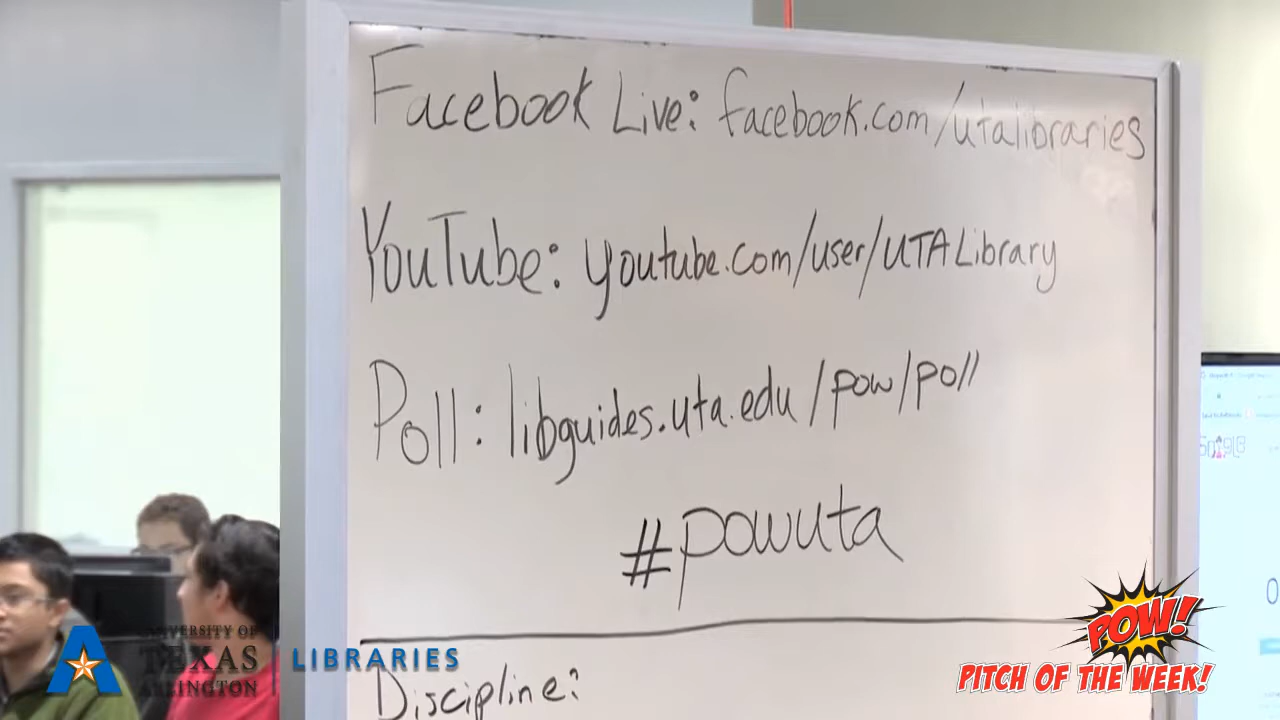 Facebook Live: facebook.com/utalibraries
YouTube: youtube.com/user/UTALibrary
Poll: libguides.uta.edu/pow/poll
#powuta
Discipline:
UNIVERSITY OF
TEXAS
ARLINGTON
LIBRARIES
POW!
PITCH OF THE WEEK!